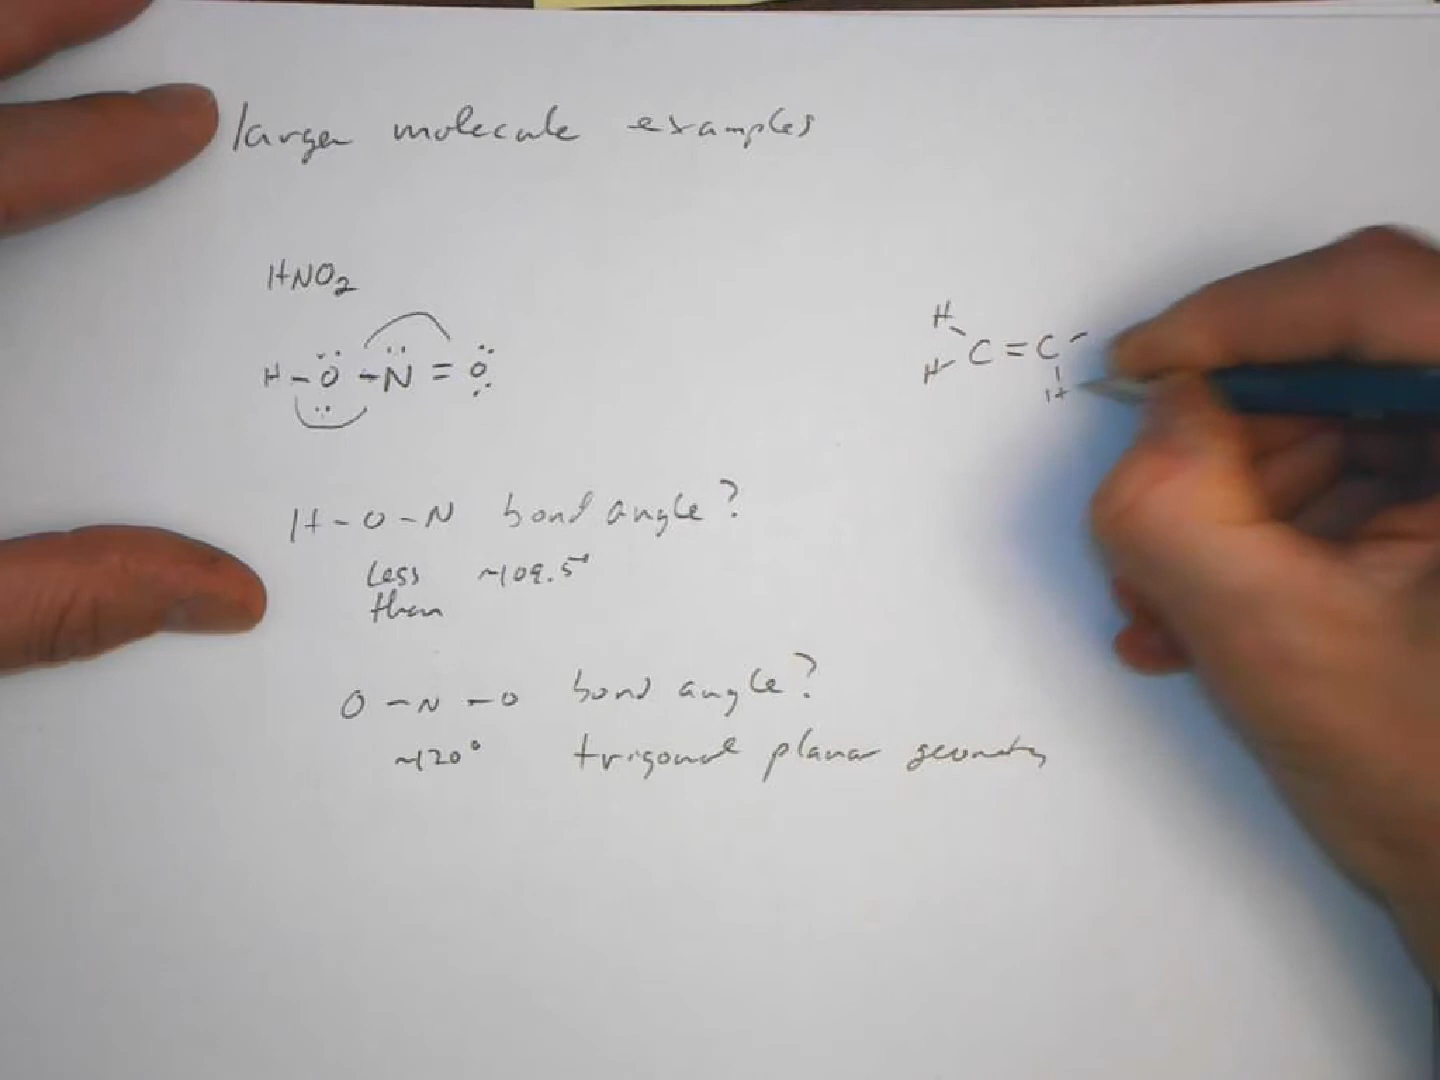 larger molecule examples
HNO2
H - O - N = O
H C = C -
H H
H - O - N bond angle?
Less ~109.5°
than
O - N - O bond angle?
~120° trigonal planar geometry